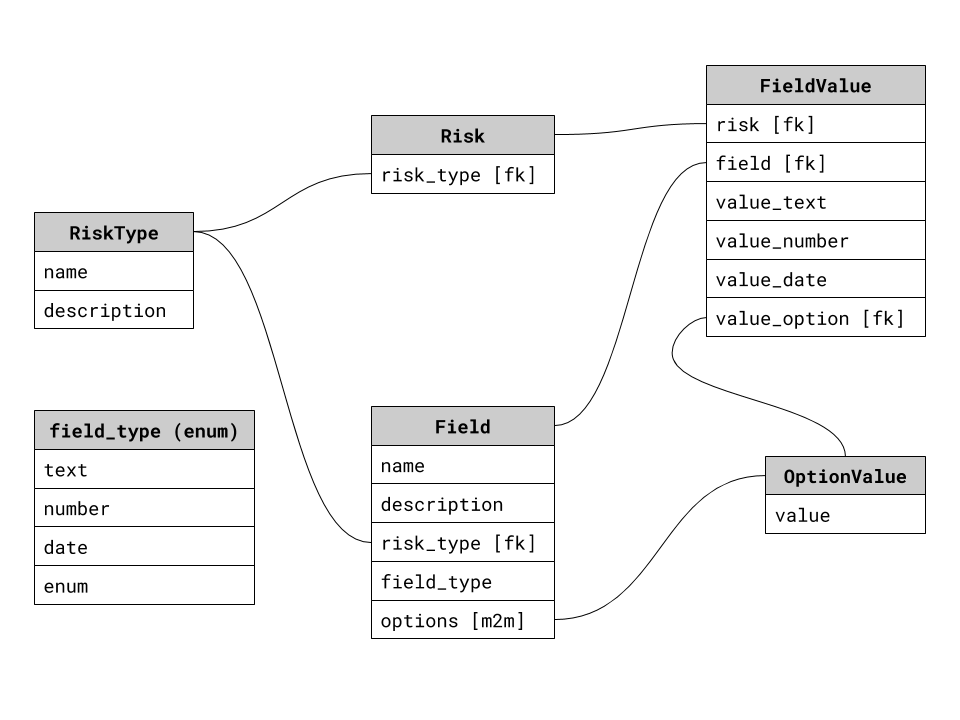 RiskType
name
description
field_type (enum)
text
number
date
enum
Risk
risk_type [fk]
Field
name
description
risk_type [fk]
field_type
options [m2m]
FieldValue
risk [fk]
field [fk]
value_text
value_number
value_date
value_option [fk]
OptionValue
value